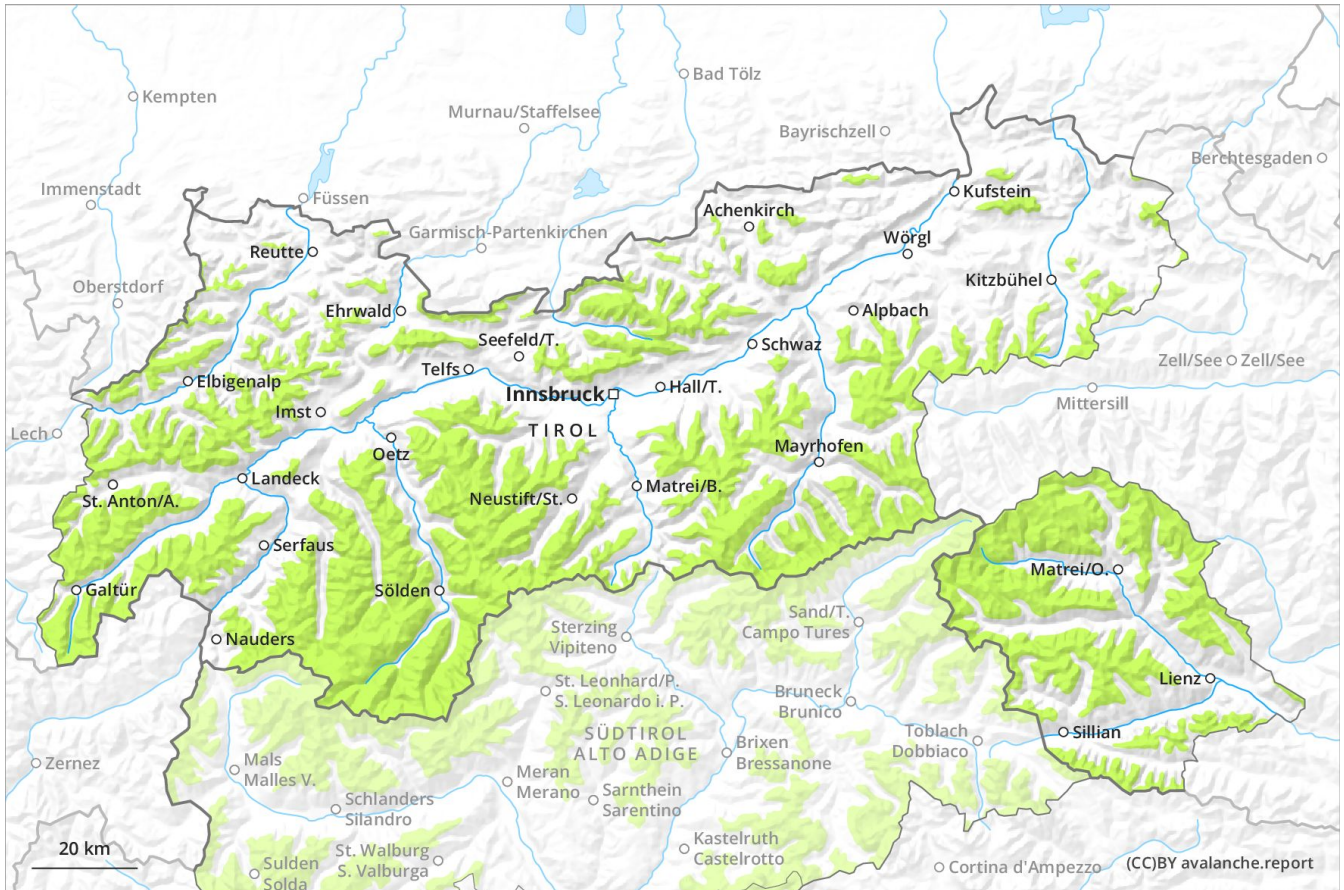 Kempten
Bad Tölz
Murnau/Staffelsee
Bayrischzell
Berchtesgaden
Immenstadt
Füssen
Kufstein
Achenkirch
Garmisch-Partenkirchen
Reutte
Wörgl
Oberstdorf
Kitzbühel
Ehrwald
Alpbach
Seefeld/T.
Schwaz
Telfs
Zell/See
Zell/See
Elbigenalp
Innsbruck
Hall/T.
Mittersill
Imst
Lech
TIROL
Oetz
Mayrhofen
Landeck
St. Anton/A.
Neustift/St.
Matrei/B.
Serfaus
Matrei/O.
Galtür
Sölden
Sand/T.
Campo Tures
Nauders
Sterzing
Vipiteno
St. Leonhard/P.
S. Leonardo i. P.
Bruneck
Brunico
Lienz
SÜDTIROL
ALTO ADIGE
Toblach
Dobbiaco
Sillian
Brixen
Bressanone
Zernez
Mals
Malles V.
Meran
Merano
Sarnthein
Sarentino
Schlanders
Silandro
Kastelruth
Castelrotto
20 km
St. Walburg
S. Valburga
Sulden
Solda
Cortina d'Ampezzo
(CC)BY avalanche.report